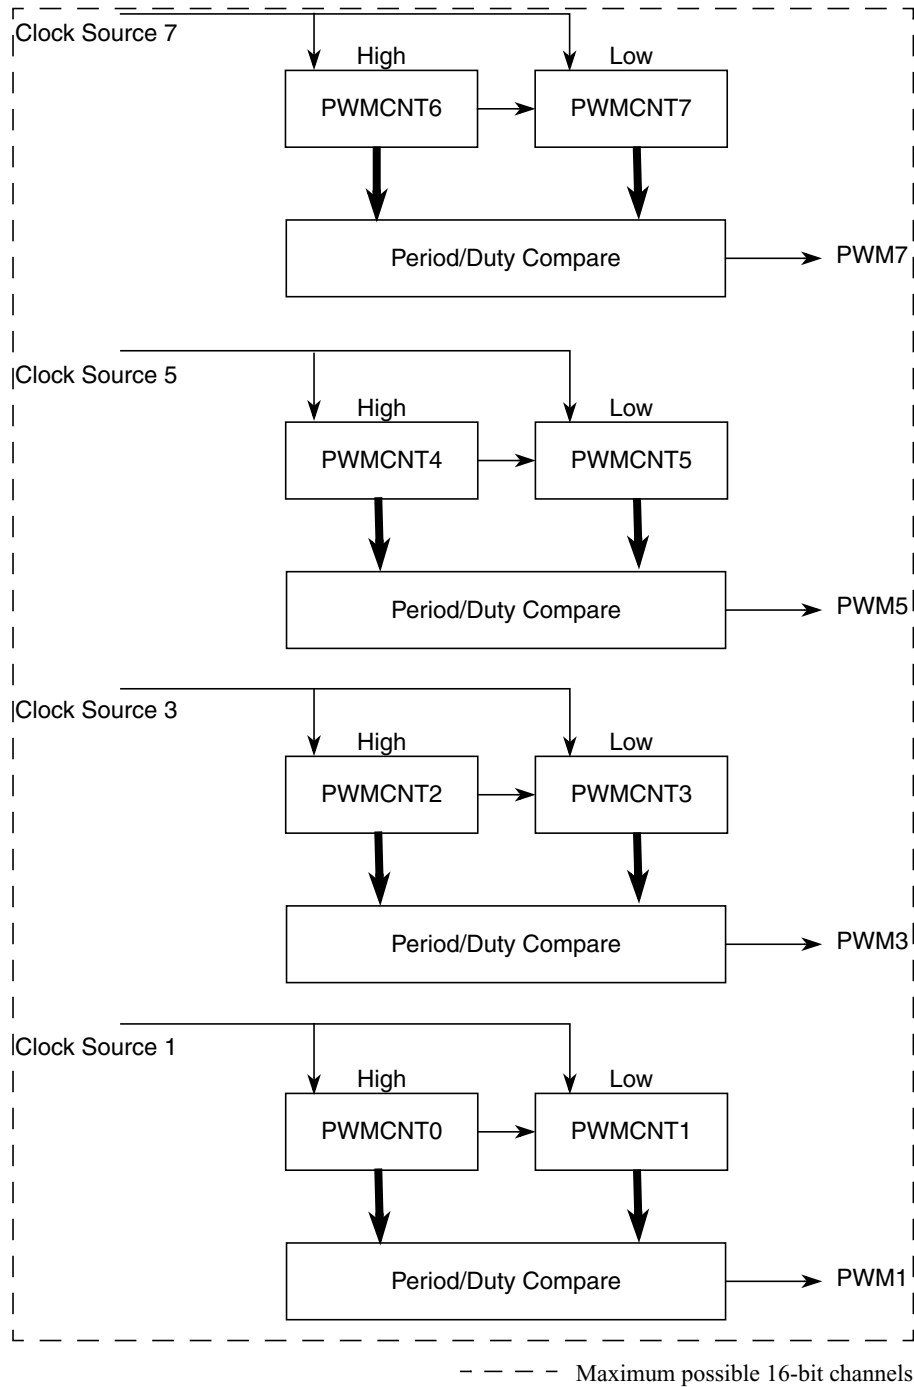 Clock Source 7
High Low
PWMCNT6 PWMCNT7
Period/Duty Compare PWM7
Clock Source 5
High Low
PWMCNT4 PWMCNT5
Period/Duty Compare PWM5
Clock Source 3
High Low
PWMCNT2 PWMCNT3
Period/Duty Compare PWM3
Clock Source 1
High Low
PWMCNT0 PWMCNT1
Period/Duty Compare PWM1
Maximum possible 16-bit channels